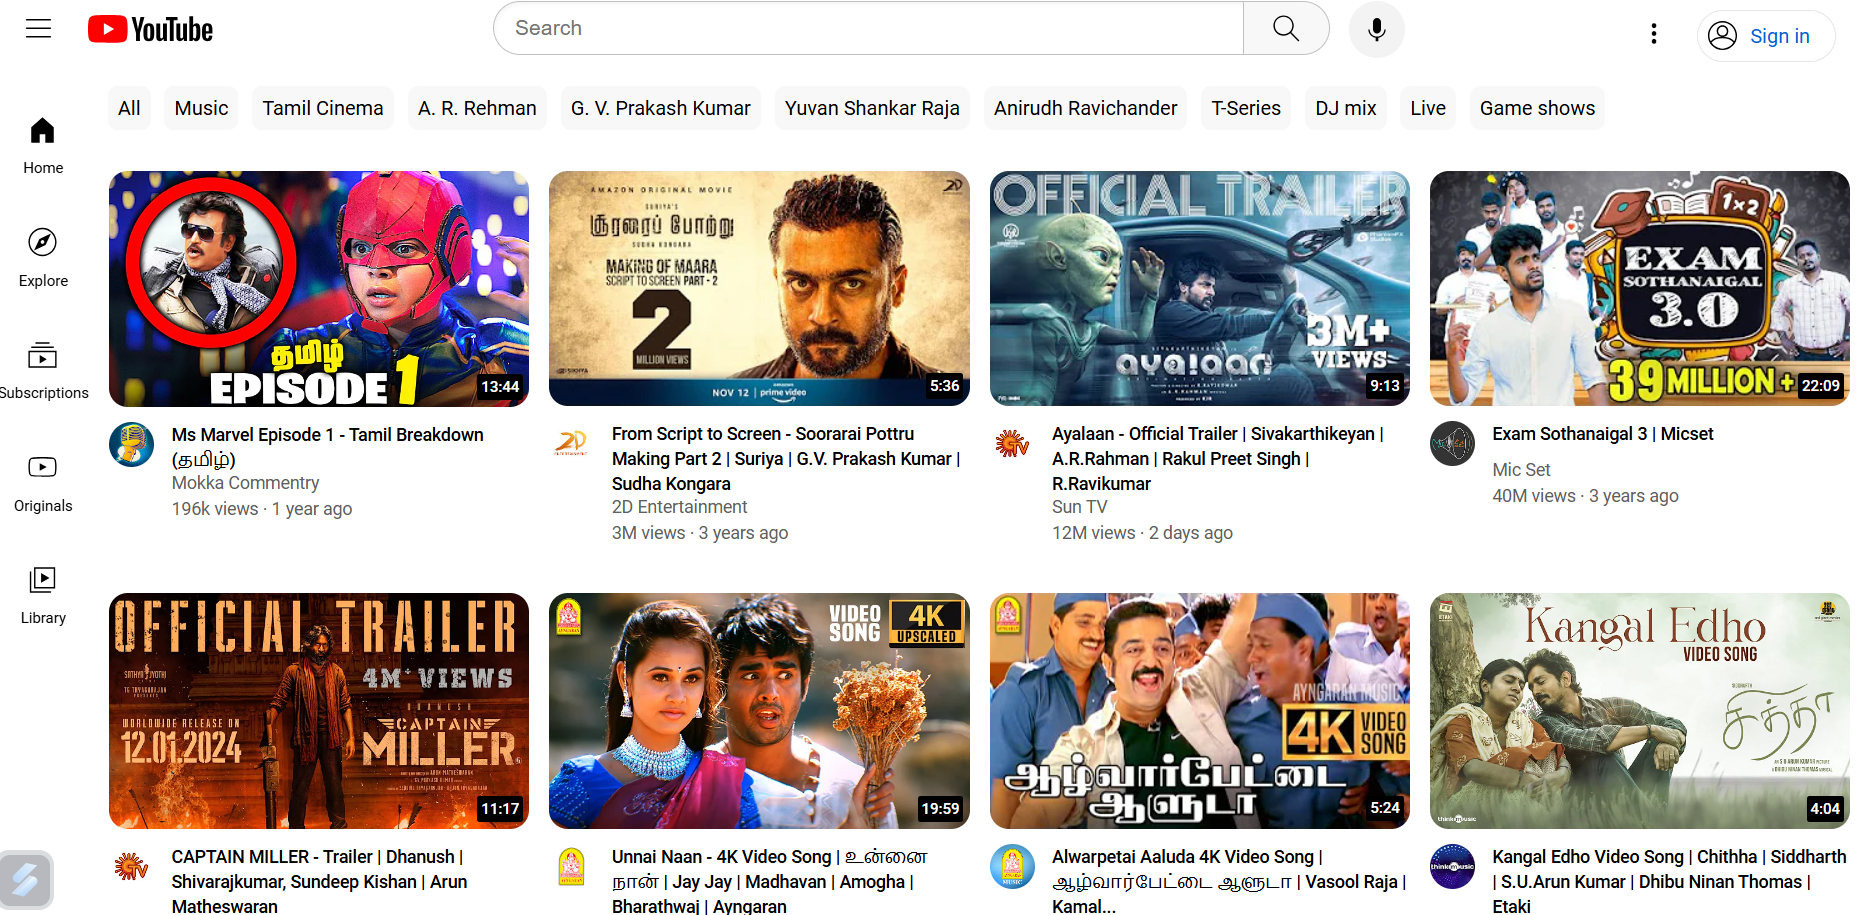 YouTube
Search
Sign in
All
Music
Tamil Cinema
A. R. Rehman
G. V. Prakash Kumar
Yuvan Shankar Raja
Anirudh Ravichander
T-Series
DJ mix
Live
Game shows
Home
Explore
Subscriptions
Originals
Library
தமிழ்
EPISODE 1
13:44
Ms Marvel Episode 1 - Tamil Breakdown
(தமிழ்)
Mokka Commentry
196k views · 1 year ago
AMAZON ORIGINAL MOVIE
2D
SURIYA'S
சூரரைப் போற்று
SUDHA KONGARA
MAKING OF MAARA
SCRIPT TO SCREEN PART - 2
2
MILLION VIEWS
NOV 12 | prime video
5:36
2D
From Script to Screen - Soorarai Pottru
Making Part 2 | Suriya | G.V. Prakash Kumar |
Sudha Kongara
2D Entertainment
3M views · 3 years ago
OFFICIAL TRAILER
3M+
VIEWS
ayalaan
9:13
Ayalaan - Official Trailer | Sivakarthikeyan |
A.R.Rahman | Rakul Preet Singh |
R.Ravikumar
Sun TV
12M views · 2 days ago
1×2
EXAM
SOTHANAIGAL
3.0
39 MILLION +
22:09
Exam Sothanaigal 3 | Micset
Mic Set
40M views · 3 years ago
OFFICIAL TRAILER
4M+ VIEWS
WORLDWIDE RELEASE ON
12.01.2024
DHANUSH
CAPTAIN
MILLER
11:17
CAPTAIN MILLER - Trailer | Dhanush |
Shivarajkumar, Sundeep Kishan | Arun
Matheswaran
VIDEO
SONG
4K
UPSCALED
19:59
Unnai Naan - 4K Video Song | உன்னை
நான் | Jay Jay | Madhavan | Amogha |
Bharathwaj | Ayngaran
AYNGARAN MUSIC
4K VIDEO
SONG
ஆழ்வார்பேட்டை
ஆளுடா
5:24
Alwarpetai Aaluda 4K Video Song |
ஆழ்வார்பேட்டை ஆளுடா | Vasool Raja |
Kamal...
Kangal Edho
VIDEO SONG
சித்தா
4:04
Kangal Edho Video Song | Chithha | Siddharth
| S.U.Arun Kumar | Dhibu Ninan Thomas |
Etaki